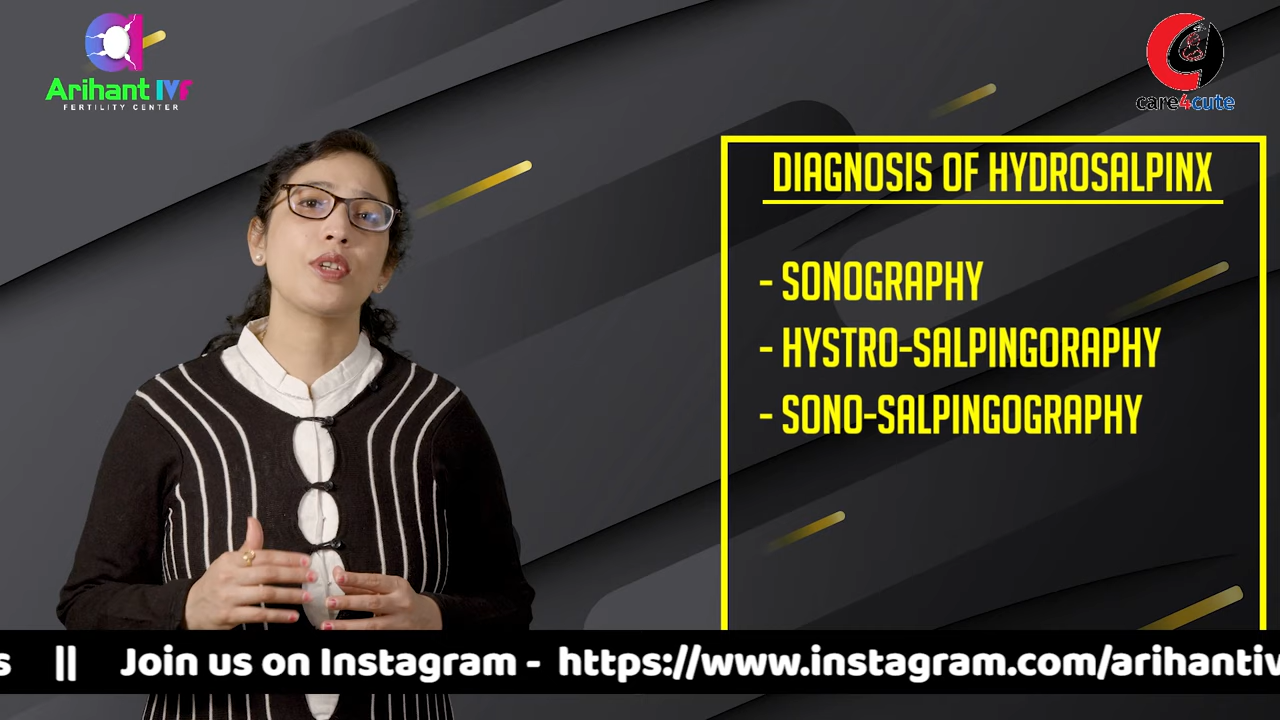 Arihant IVF
FERTILITY CENTER
care4cute
DIAGNOSIS OF HYDROSALPINX
- SONOGRAPHY
- HYSTRO-SALPINGORAPHY
- SONO-SALPINGOGRAPHY
s || Join us on Instagram - https://www.instagram.com/arihantiv